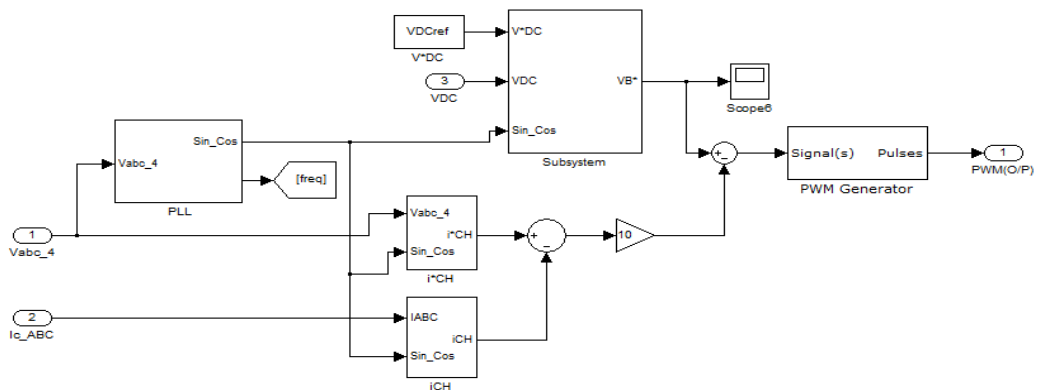 VDCref
V*DC
V*DC
3
VDC
VDC
VB*
Sin_Cos
Subsystem
Scope6
Sin_Cos
Vabc_4
[freq]
PLL
+
-
Signal(s)
Pulses
PWM Generator
1
PWM(O/P)
1
Vabc_4
Vabc_4
i*CH
Sin_Cos
i*CH
+
-
10
2
Ic_ABC
IABC
iCH
Sin_Cos
iCH